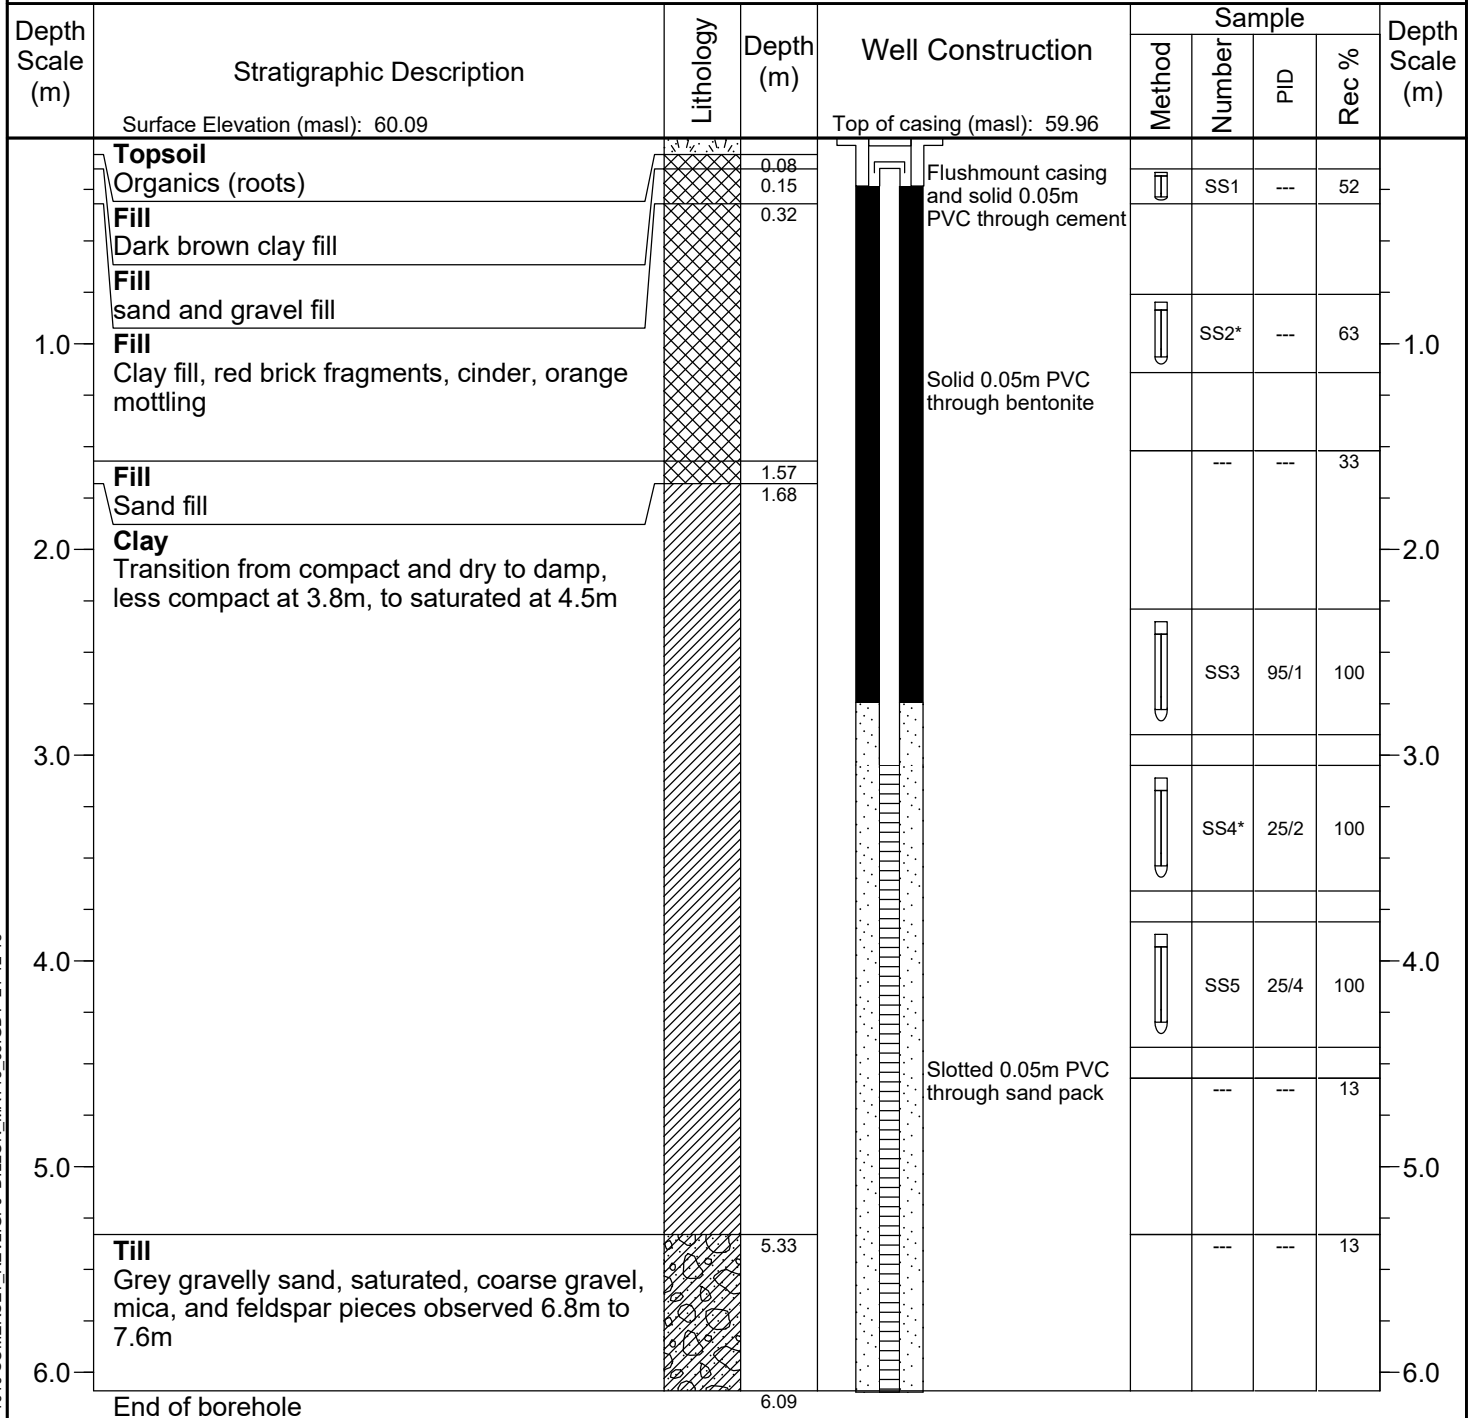 Depth
Scale
(m)
Stratigraphic Description
Surface Elevation (masl): 60.09
Lithology
Depth
(m)
Well Construction
Top of casing (masl): 59.96
Sample
Method
Number
PID
Rec %
Depth
Scale
(m)
Topsoil
Organics (roots)
0.08
0.15
Flushmount casing
and solid 0.05m
PVC through cement
SS1 --- 52
Fill
Dark brown clay fill
0.32
Fill
sand and gravel fill
1.0
Fill
Clay fill, red brick fragments, cinder, orange
mottling
SS2* --- 63
1.0
Solid 0.05m PVC
through bentonite
Fill
Sand fill
1.57
1.68
--- --- 33
2.0
Clay
Transition from compact and dry to damp,
less compact at 3.8m, to saturated at 4.5m
2.0
SS3 95/1 100
3.0
3.0
SS4* 25/2 100
4.0
4.0
SS5 25/4 100
Slotted 0.05m PVC
through sand pack
--- --- 13
5.0
5.0
Till
Grey gravelly sand, saturated, coarse gravel,
mica, and feldspar pieces observed 6.8m to
7.6m
5.33
--- --- 13
6.0
6.0
End of borehole
6.09